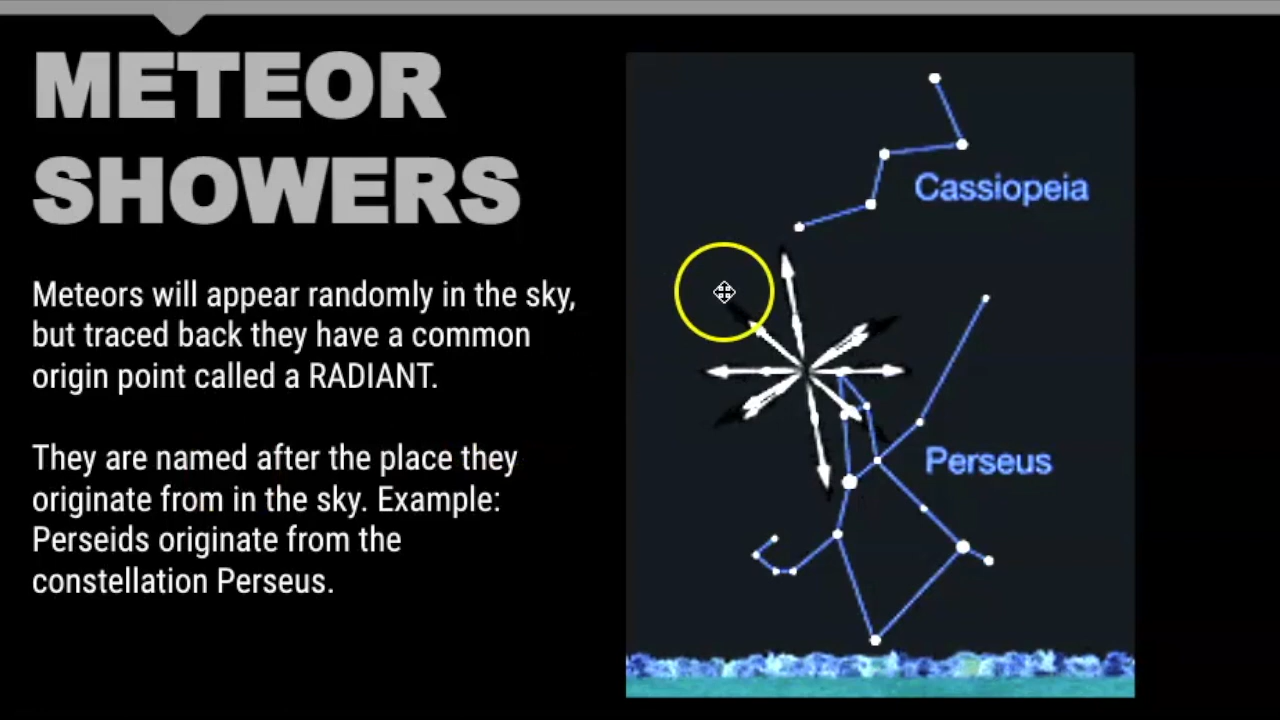 METEOR
SHOWERS
Meteors will appear randomly in the sky,
but traced back they have a common
origin point called a RADIANT.
They are named after the place they
originate from in the sky. Example:
Perseids originate from the
constellation Perseus.
Cassiopeia
Perseus